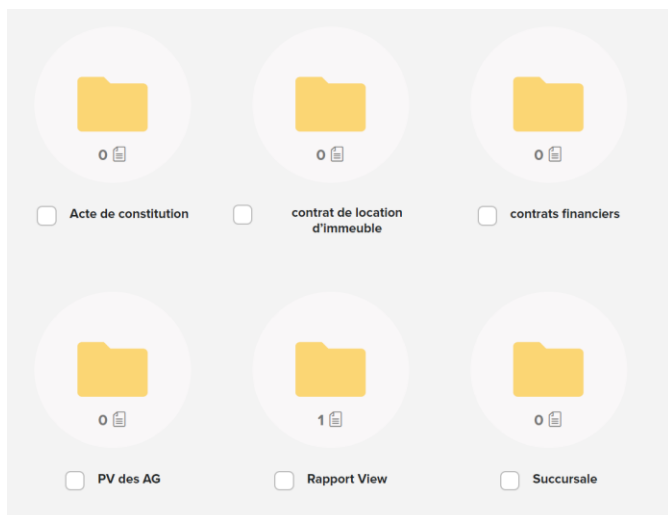 0
0
0
Acte de constitution
contrat de location
d'immeuble
contrats financiers
0
1
0
PV des AG
Rapport View
Succursale